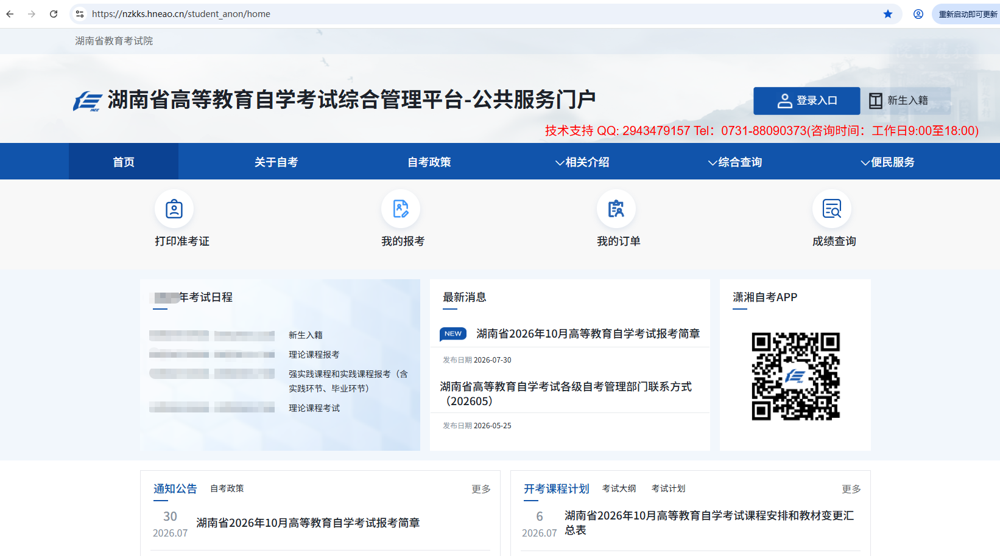 https://nzkks.hneao.cn/student_anon/home
重新启动即可更新
湖南省教育考试院
湖南省高等教育自学考试综合管理平台-公共服务门户
登录入口
新生入籍
技术支持 QQ: 2943479157 Tel：0731-88090373(咨询时间：工作日9:00至18:00)
首页
关于自考
自考政策
相关介绍
综合查询
便民服务
打印准考证
我的报考
我的订单
成绩查询
年考试日程
新生入籍
理论课程报考
强实践课程和实践课程报考（含
实践环节、毕业环节）
理论课程考试
最新消息
NEW
湖南省2026年10月高等教育自学考试报考简章
发布日期 2026-07-30
湖南省高等教育自学考试各级自考管理部门联系方式
（202605）
发布日期 2026-05-25
潇湘自考APP
通知公告
自考政策
更多
30
2026.07
湖南省2026年10月高等教育自学考试报考简章
开考课程计划
考试大纲
考试计划
更多
6
2026.07
湖南省2026年10月高等教育自学考试课程安排和教材变更汇
总表